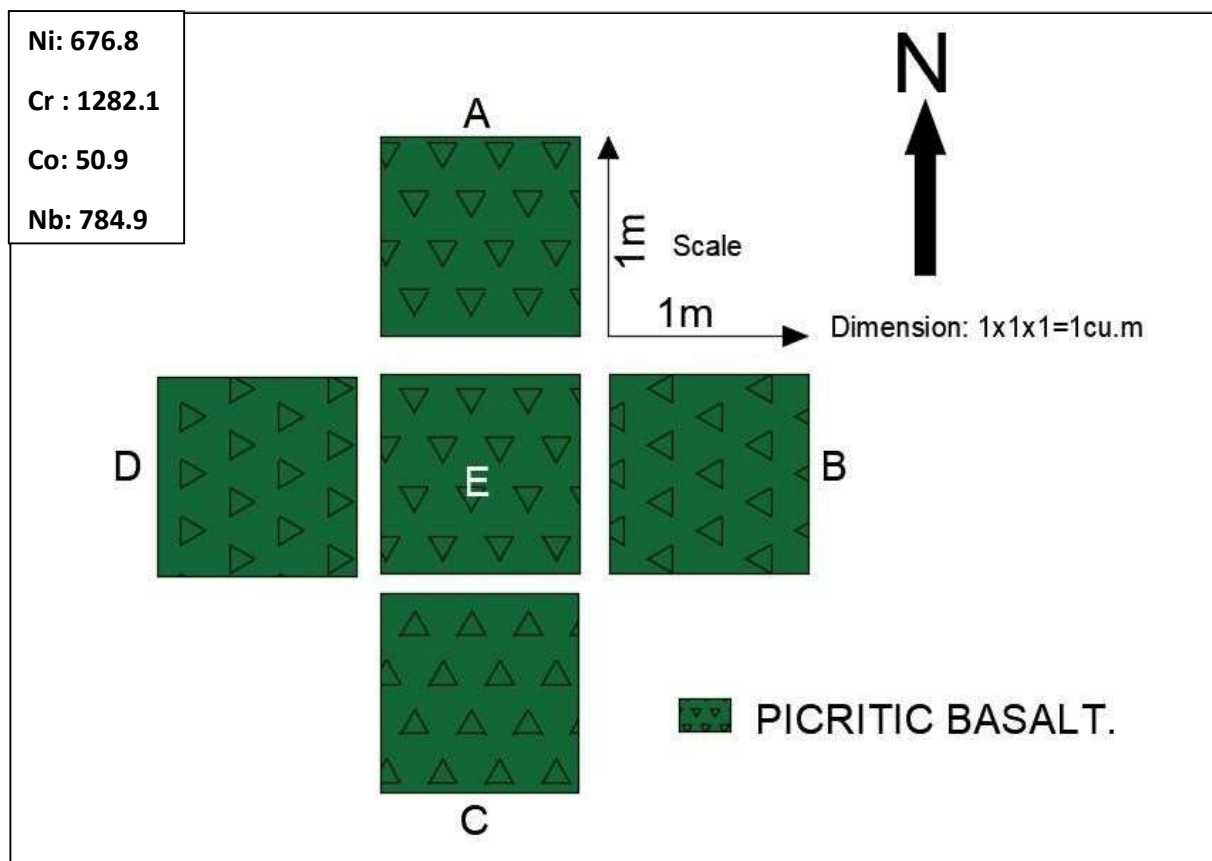 Ni: 676.8
Cr : 1282.1
Co: 50.9
Nb: 784.9
A
N
1m
Scale
1m
Dimension: 1x1x1=1cu.m
D
E
B
C
PICRITIC BASALT.